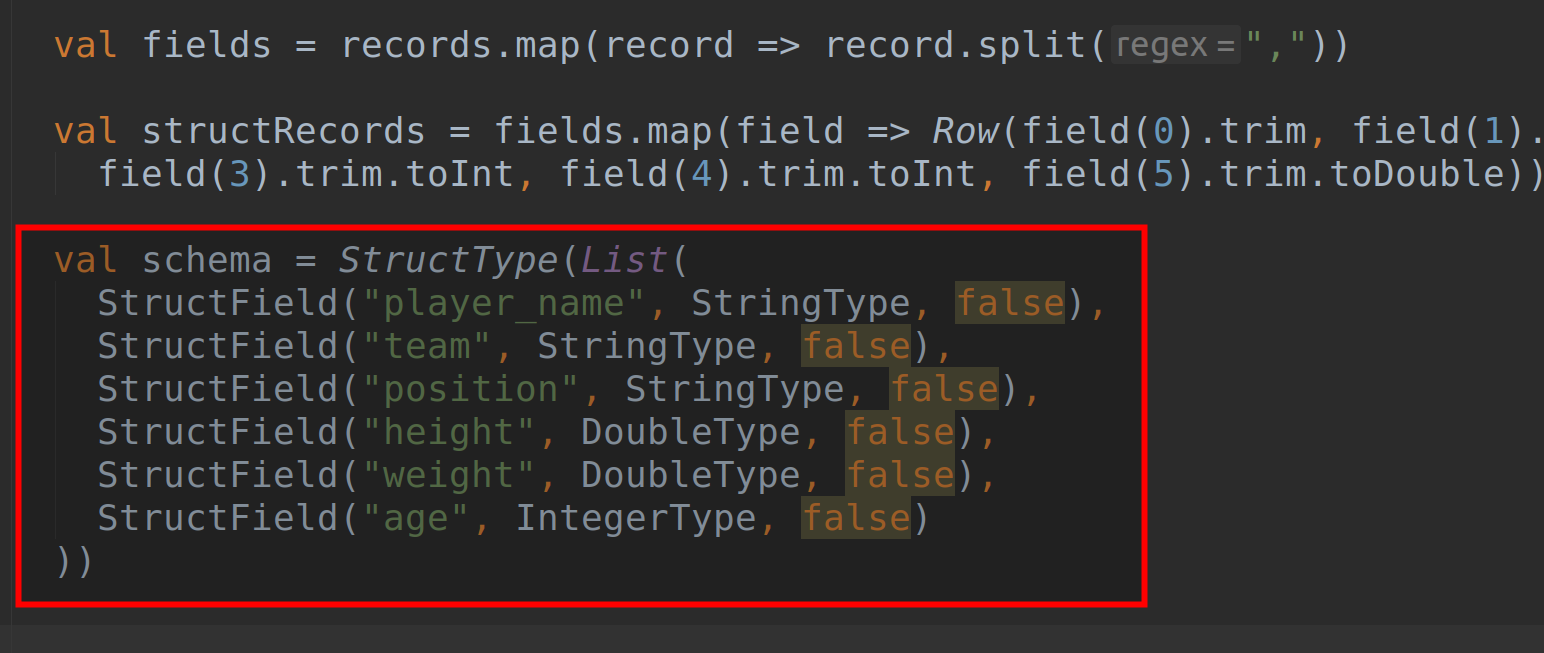 val fields = records.map(record => record.split(regex = ","))
val structRecords = fields.map(field => Row(field(0).trim, field(1).
field(3).trim.toInt, field(4).trim.toInt, field(5).trim.toDouble))
val schema = StructType(List(
StructField("player_name", StringType, false),
StructField("team", StringType, false),
StructField("position", StringType, false),
StructField("height", DoubleType, false),
StructField("weight", DoubleType, false),
StructField("age", IntegerType, false)
))